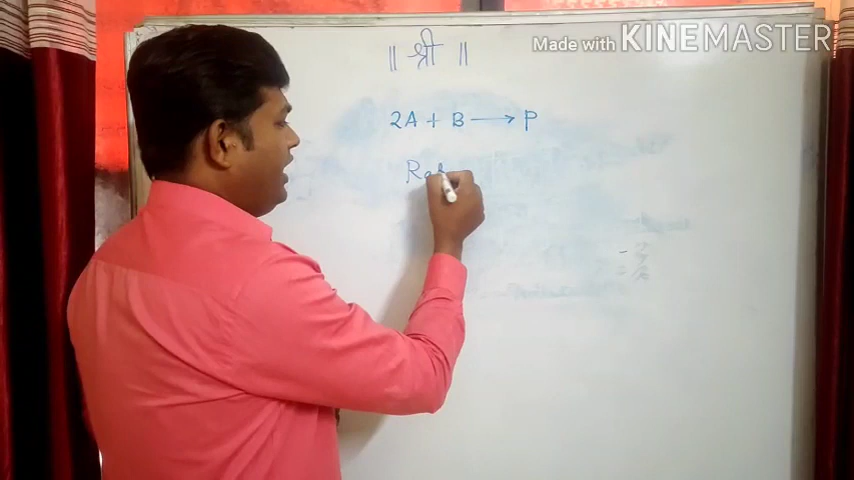 || श्री ||
Made with KINEMASTER
2A + B ⟶ P